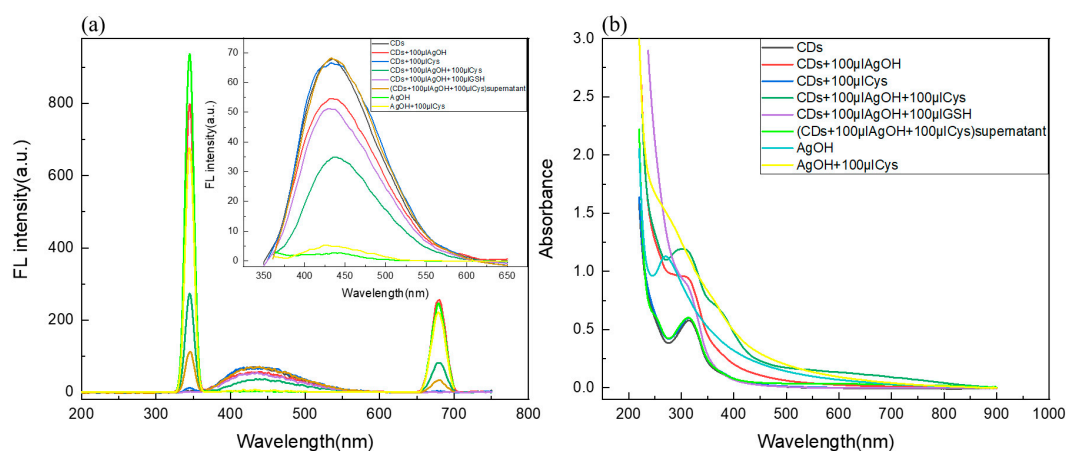 (a)
FL intensity(a.u.)
800
600
400
200
0
200 300 400 500 600 700 800
Wavelength(nm)
FL intensity(a.u.)
70
60
50
40
30
20
10
0
350 400 450 500 550 600 650
Wavelength(nm)
CDs
CDs+100μlAgOH
CDs+100μlCys
CDs+100μlAgOH+100μlCys
CDs+100μlAgOH+100μlGSH
(CDs+100μlAgOH+100μlCys)supernatant
AgOH
AgOH+100μlCys
(b)
Absorbance
3.0
2.5
2.0
1.5
1.0
0.5
0.0
200 300 400 500 600 700 800 900 1000
Wavelength(nm)
CDs
CDs+100μlAgOH
CDs+100μlCys
CDs+100μlAgOH+100μlCys
CDs+100μlAgOH+100μlGSH
(CDs+100μlAgOH+100μlCys)supernatant
AgOH
AgOH+100μlCys